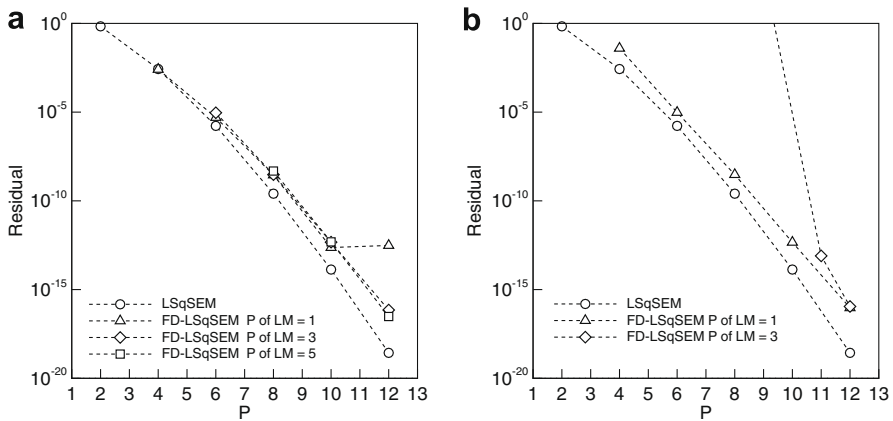 a
10^0
10^-5
10^-10
10^-15
10^-20
Residual
LSqSEM
FD-LSqSEM P of LM = 1
FD-LSqSEM P of LM = 3
FD-LSqSEM P of LM = 5
1 2 3 4 5 6 7 8 9 10 11 12 13
P
b
10^0
10^-5
10^-10
10^-15
10^-20
Residual
LSqSEM
FD-LSqSEM P of LM = 1
FD-LSqSEM P of LM = 3
1 2 3 4 5 6 7 8 9 10 11 12 13
P